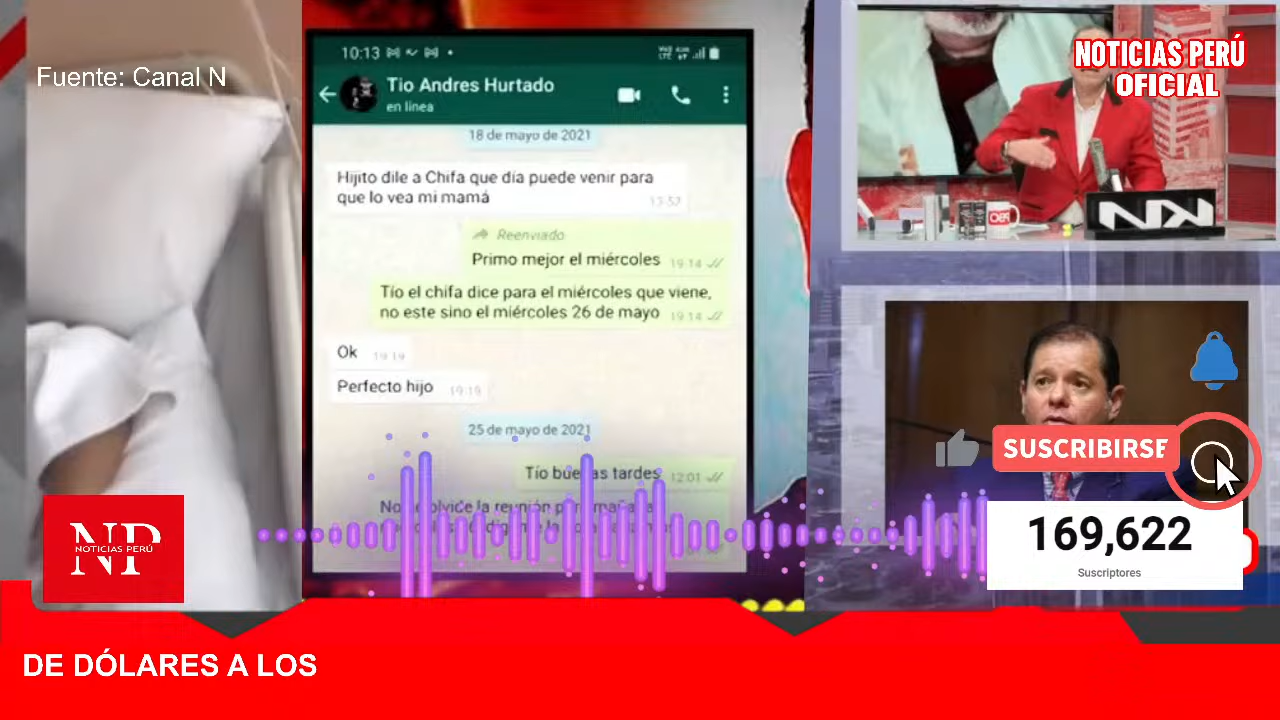 Fuente: Canal N
10:13
Tio Andres Hurtado
en línea
18 de mayo de 2021
Hijito dile a Chifa que día puede venir para
que lo vea mi mamá
13:57
Reenviado
Primo mejor el miércoles 19:14
Tío el chifa dice para el miércoles que viene,
no este sino el miércoles 26 de mayo 19:14
Ok 19:19
Perfecto hijo 19:19
25 de mayo de 2021
Tío buenas tardes 12:01
NOTICIAS PERÚ
OFICIAL
NXN
SUSCRIBIRSE
169,622
Suscriptores
NP
NOTICIAS PERÚ
DE DÓLARES A LOS